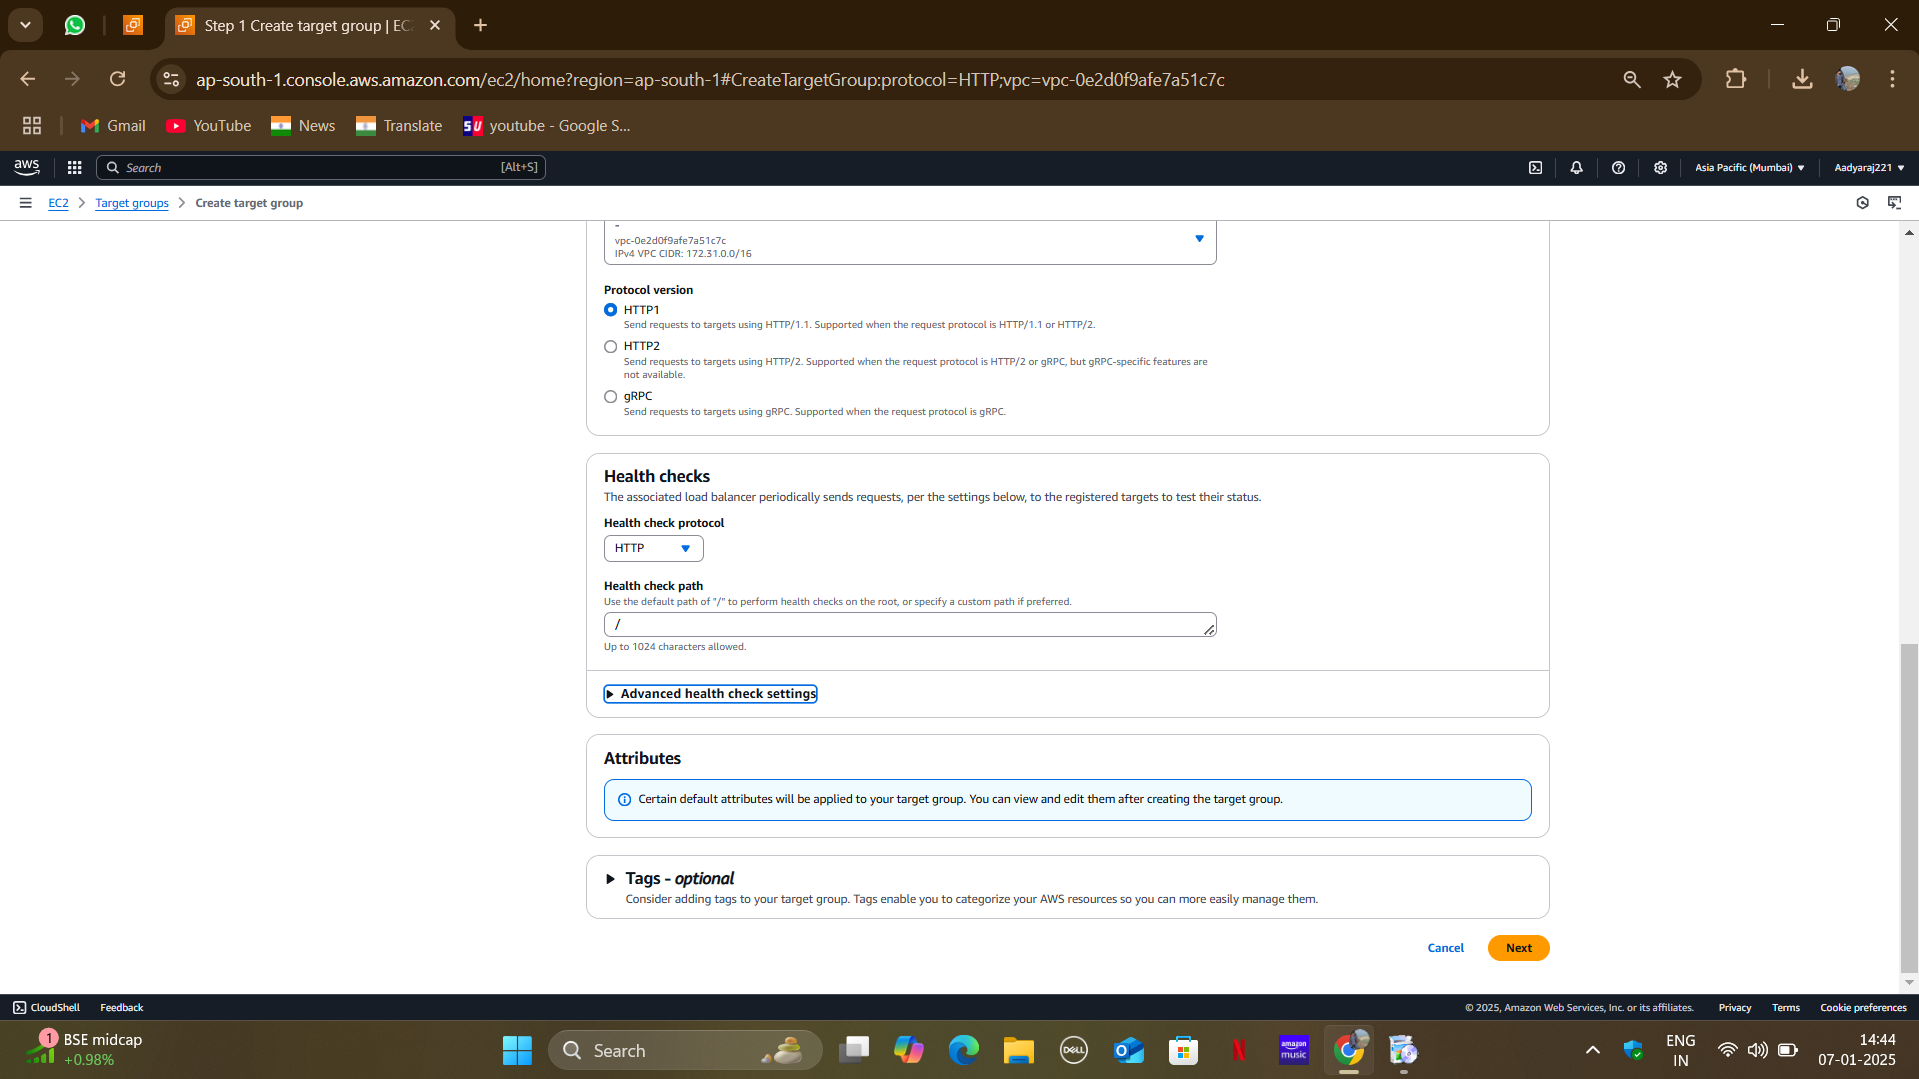 Step 1 Create target group | EC
ap-south-1.console.aws.amazon.com/ec2/home?region=ap-south-1#CreateTargetGroup:protocol=HTTP;vpc=vpc-0e2d0f9afe7a51c7c
Gmail
YouTube
News
Translate
SU
youtube - Google S...
aws
Search
[Alt+S]
Asia Pacific (Mumbai)
Aadyaraj221
EC2
Target groups
Create target group
-
vpc-0e2d0f9afe7a51c7c
IPv4 VPC CIDR: 172.31.0.0/16
Protocol version
HTTP1
Send requests to targets using HTTP/1.1. Supported when the request protocol is HTTP/1.1 or HTTP/2.
HTTP2
Send requests to targets using HTTP/2. Supported when the request protocol is HTTP/2 or gRPC, but gRPC-specific features are
not available.
gRPC
Send requests to targets using gRPC. Supported when the request protocol is gRPC.
Health checks
The associated load balancer periodically sends requests, per the settings below, to the registered targets to test their status.
Health check protocol
HTTP
Health check path
Use the default path of "/" to perform health checks on the root, or specify a custom path if preferred.
/
Up to 1024 characters allowed.
Advanced health check settings
Attributes
Certain default attributes will be applied to your target group. You can view and edit them after creating the target group.
Tags - optional
Consider adding tags to your target group. Tags enable you to categorize your AWS resources so you can more easily manage them.
Cancel
Next
CloudShell
Feedback
© 2025, Amazon Web Services, Inc. or its affiliates.
Privacy
Terms
Cookie preferences
1
BSE midcap
+0.98%
Search
DELL
amazon
music
ENG
IN
14:44
07-01-2025